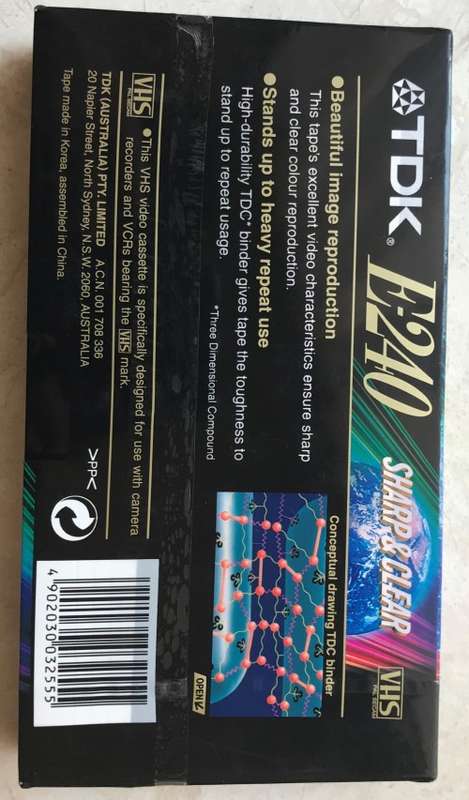 TDK® E-240 SHARP & CLEAR VHS
PAL SECAM
●Beautiful image reproduction
This tape's excellent video characteristics ensure sharp
and clear colour reproduction.
●Stands up to heavy repeat use
High-durability TDC* binder gives tape the toughness to
stand up to repeat usage.
*Three Dimensional Compound
Conceptual drawing TDC binder
OPEN
VHS
PAL SECAM
●This VHS video cassette is specifically designed for use with camera
recorders and VCRs bearing the VHS mark.
TDK (AUSTRALIA) PTY. LIMITED A.C.N. 001 708 336
20 Napier Street, North Sydney, N.S.W. 2060, AUSTRALIA
Tape made in Korea, assembled in China.
>PP<
4 902030 032555